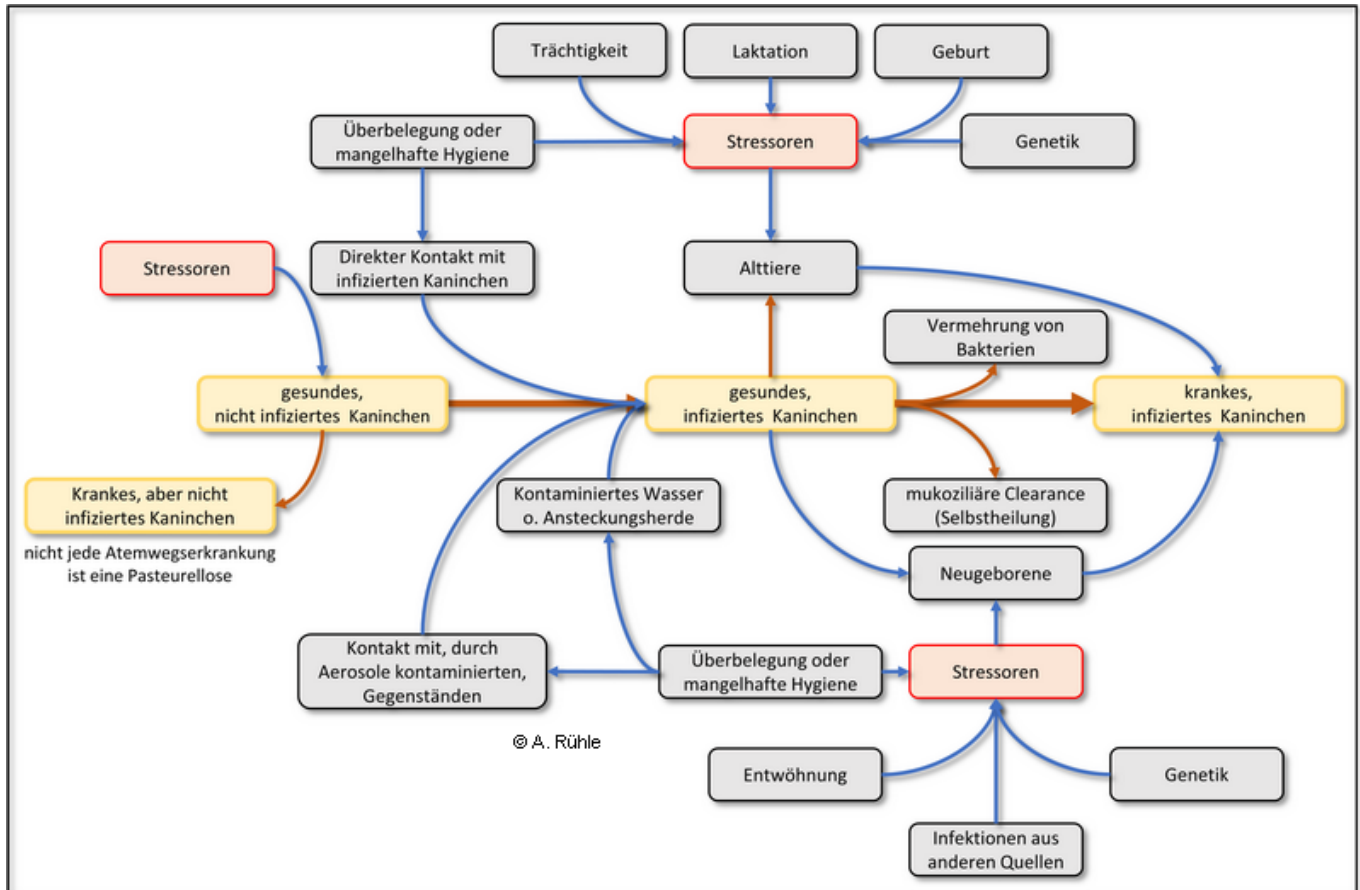 Trächtigkeit
Laktation
Geburt
Überbelegung oder
mangelhafte Hygiene
Stressoren
Genetik
Stressoren
Direkter Kontakt mit
infizierten Kaninchen
Alttiere
Vermehrung von
Bakterien
gesundes,
nicht infiziertes Kaninchen
gesundes,
infiziertes Kaninchen
krankes,
infiziertes Kaninchen
Krankes, aber nicht
infiziertes Kaninchen
nicht jede Atemwegserkrankung
ist eine Pasteurellose
Kontaminiertes Wasser
o. Ansteckungsherde
mukoziliäre Clearance
(Selbstheilung)
Neugeborene
Kontakt mit, durch
Aerosole kontaminierten,
Gegenständen
Überbelegung oder
mangelhafte Hygiene
Stressoren
© A. Rühle
Entwöhnung
Genetik
Infektionen aus
anderen Quellen